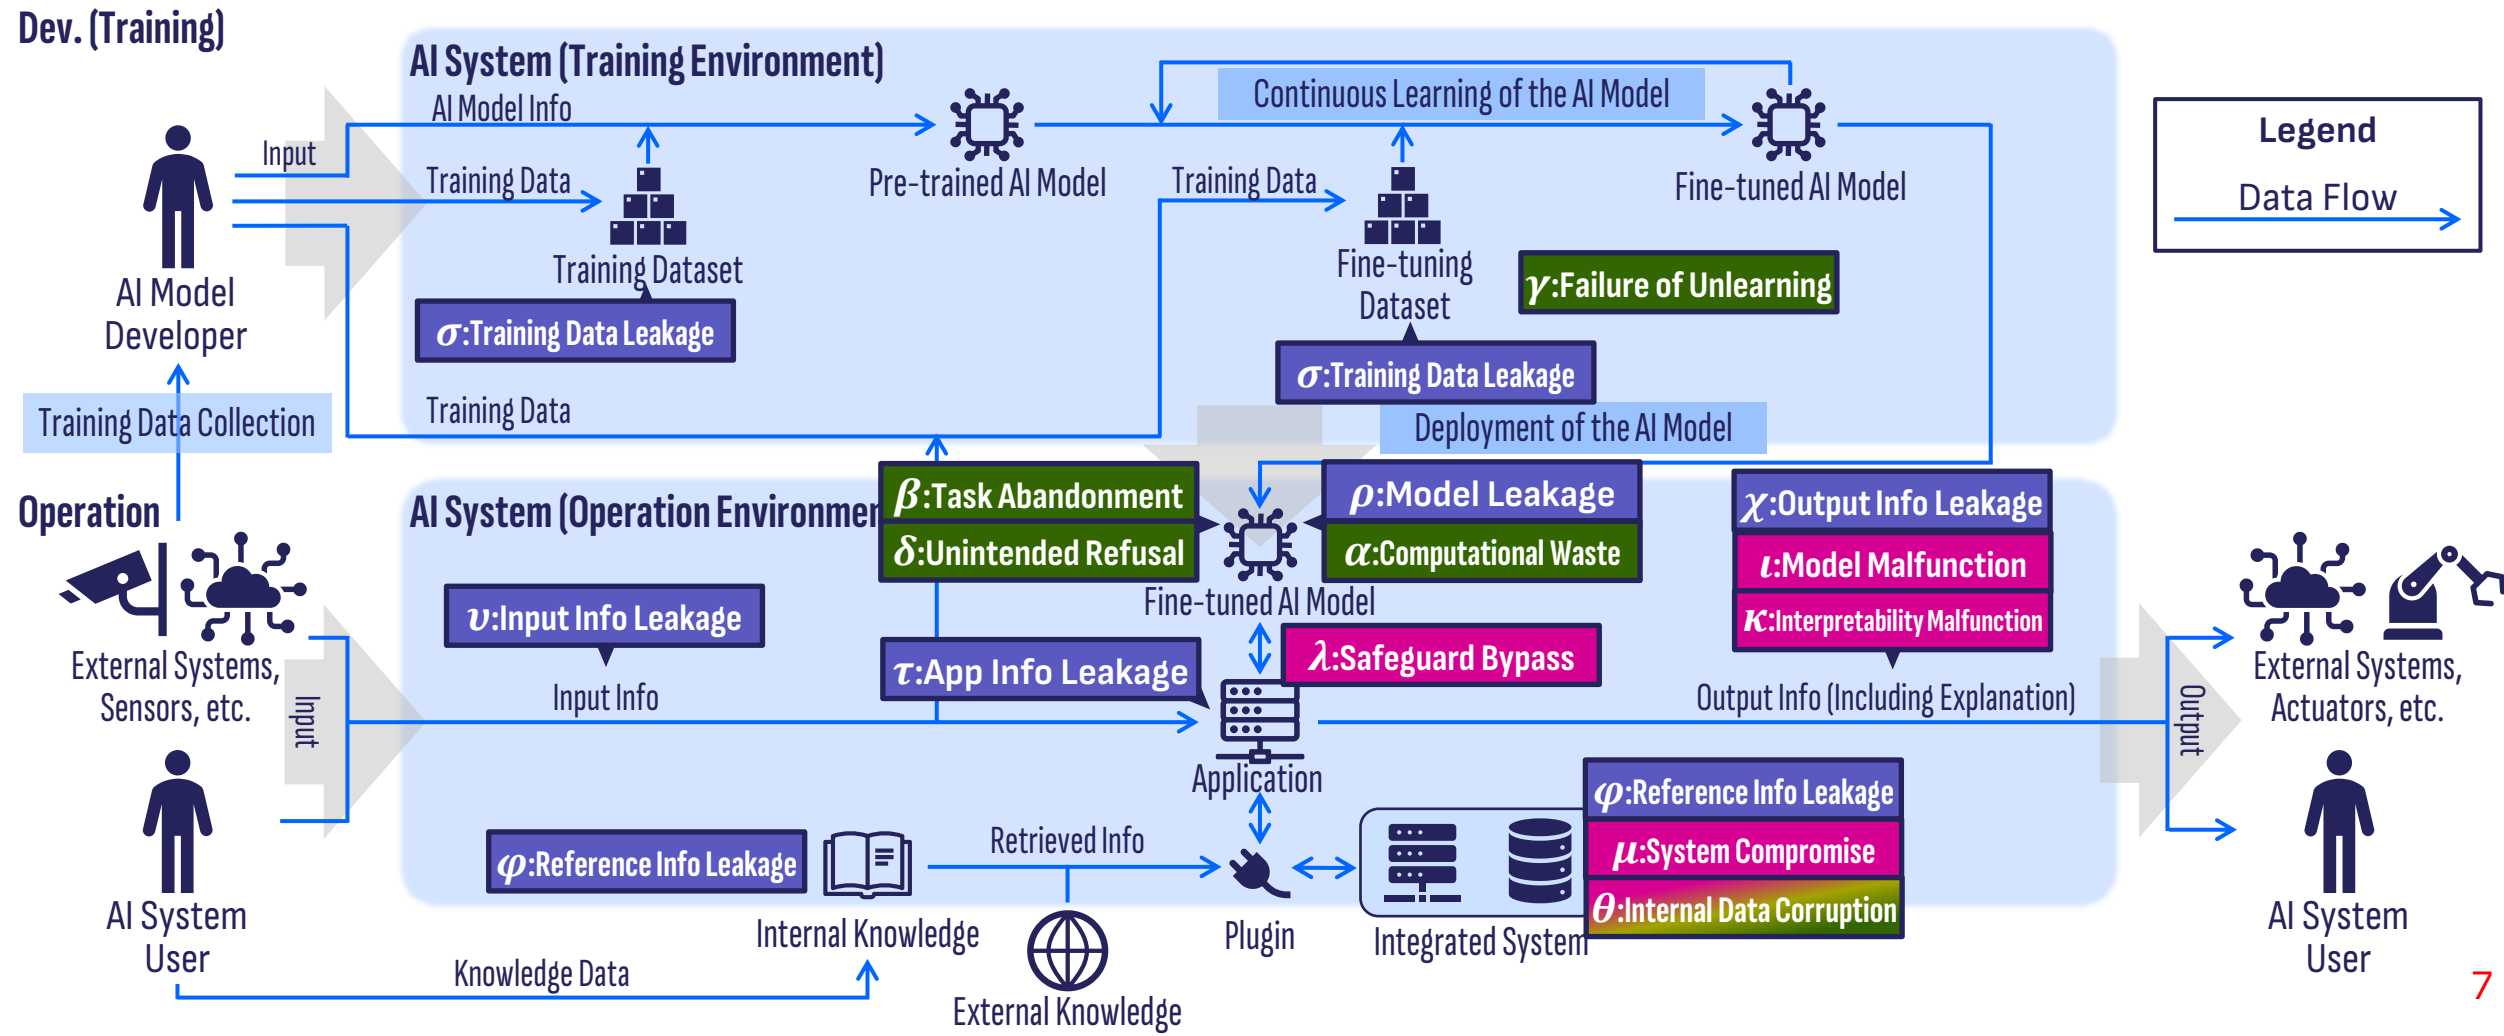 Dev. (Training)
AI System (Training Environment)
AI Model Info
Continuous Learning of the AI Model
Legend
Data Flow
Input
Training Data
Pre-trained AI Model
Training Data
Fine-tuned AI Model
AI Model
Developer
Training Dataset
Fine-tuning
Dataset
γ:Failure of Unlearning
σ:Training Data Leakage
σ:Training Data Leakage
Training Data Collection
Training Data
Deployment of the AI Model
Operation
AI System (Operation Environmen
β:Task Abandonment
δ:Unintended Refusal
ρ:Model Leakage
α:Computational Waste
χ:Output Info Leakage
ι:Model Malfunction
κ:Interpretability Malfunction
Fine-tuned AI Model
υ:Input Info Leakage
τ:App Info Leakage
λ:Safeguard Bypass
External Systems,
Sensors, etc.
Input
Input Info
Output Info (Including Explanation)
Output
External Systems,
Actuators, etc.
Application
φ:Reference Info Leakage
μ:System Compromise
θ:Internal Data Corruption
φ:Reference Info Leakage
Retrieved Info
AI System
User
Internal Knowledge
Plugin
Integrated System
AI System
User
Knowledge Data
External Knowledge
7